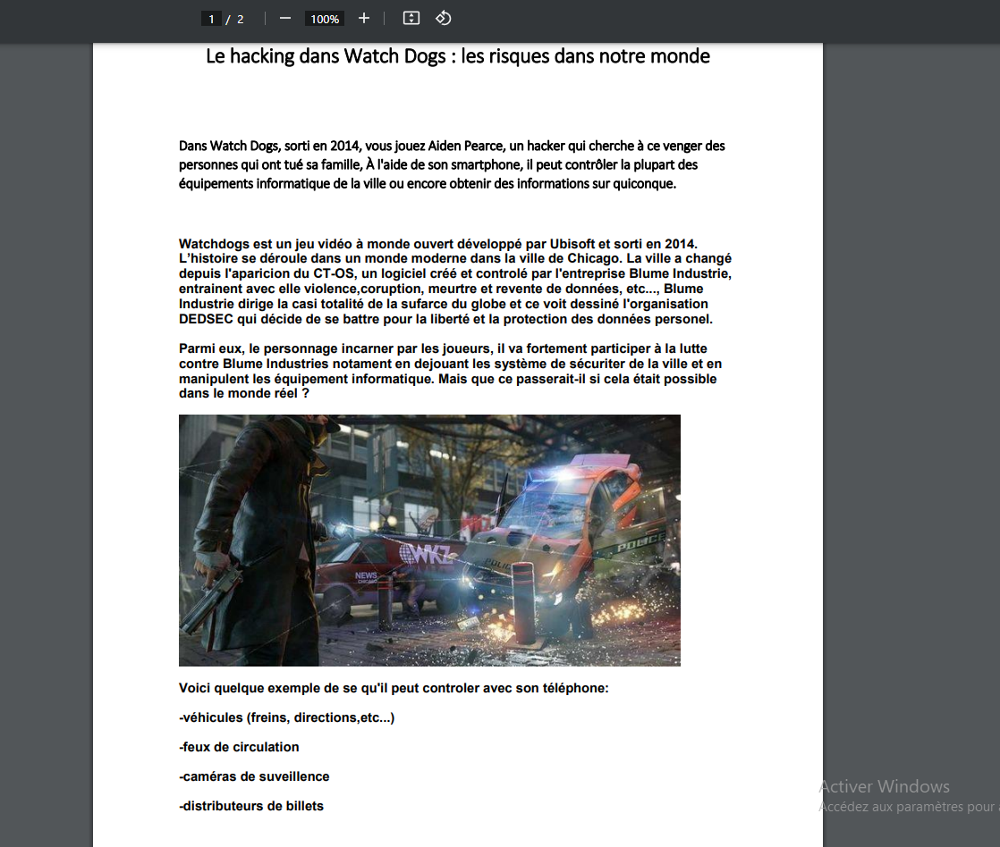 1 / 2 100%
Le hacking dans Watch Dogs : les risques dans notre monde
Dans Watch Dogs, sorti en 2014, vous jouez Aiden Pearce, un hacker qui cherche à ce venger des
personnes qui ont tué sa famille, À l'aide de son smartphone, il peut contrôler la plupart des
équipements informatique de la ville ou encore obtenir des informations sur quiconque.
Watchdogs est un jeu vidéo à monde ouvert développé par Ubisoft et sorti en 2014.
L’histoire se déroule dans un monde moderne dans la ville de Chicago. La ville a changé
depuis l'aparicion du CT-OS, un logiciel créé et controlé par l'entreprise Blume Industrie,
entrainent avec elle violence,coruption, meurtre et revente de données, etc..., Blume
Industrie dirige la casi totalité de la sufarce du globe et ce voit dessiné l'organisation
DEDSEC qui décide de se battre pour la liberté et la protection des données personel.
Parmi eux, le personnage incarner par les joueurs, il va fortement participer à la lutte
contre Blume Industries notament en dejouant les système de sécuriter de la ville et en
manipulent les équipement informatique. Mais que ce passerait-il si cela était possible
dans le monde réel ?
POLICE
WKZ
POLIC
NEWS
CHICAGO
Voici quelque exemple de se qu'il peut controler avec son téléphone:
-véhicules (freins, directions,etc...)
-feux de circulation
-caméras de suveillence
-distributeurs de billets
Activer Windows
Accédez aux paramètres pour